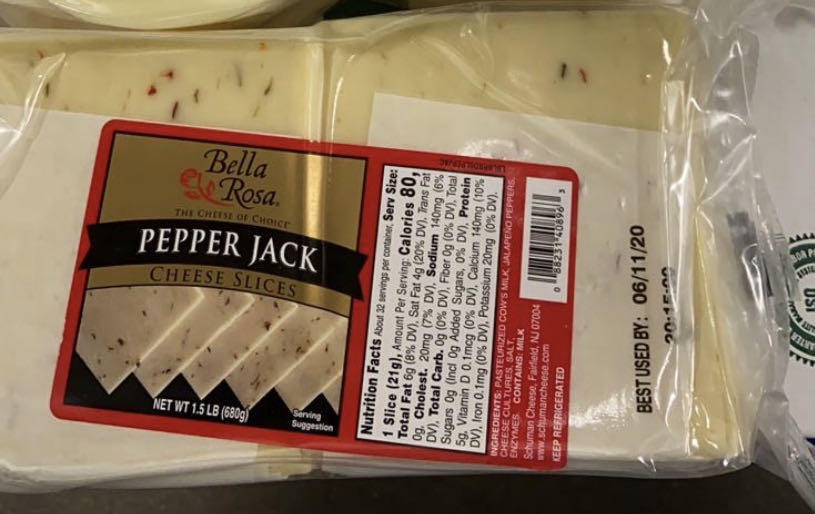 Bella
Rosa
THE CHEESE OF CHOICE
PEPPER JACK
CHEESE SLICES
NET WT 1.5 LB (680g)
Serving
Suggestion
Nutrition Facts About 32 servings per container, Serv Size:
1 Slice (21g), Amount Per Serving: Calories 80,
Total Fat 6g (8% DV), Sat Fat 4g (20% DV), Trans Fat
0g, Cholest. 20mg (7% DV), Sodium 140mg (6%
DV), Total Carb. 0g (0% DV), Fiber 0g (0% DV), Total
Sugars 0g (Incl 0g Added Sugars, 0% DV), Protein
5g, Vitamin D 0.1mcg (0% DV), Calcium 140mg (10%
DV), Iron 0.1mg (0% DV), Potassium 20mg (0% DV).
INGREDIENTS: PASTEURIZED COW'S MILK, JALAPENO PEPPERS,
CHEESE CULTURES, SALT,
ENZYMES. CONTAINS: MILK
Schuman Cheese, Fairfield, NJ 07004
www.schumancheese.com
KEEP REFRIGERATED
0 88231 40896 3
BEST USED BY: 06/11/20